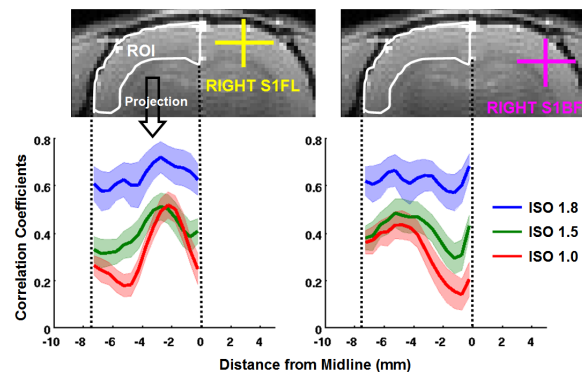 ROI
RIGHT S1FL
Projection
RIGHT S1BF
Correlation Coefficients
0.8
0.6
0.4
0.2
0
-10 -8 -6 -4 -2 0 2 4
-10 -8 -6 -4 -2 0 2 4
ISO 1.8
ISO 1.5
ISO 1.0
Distance from Midline (mm)